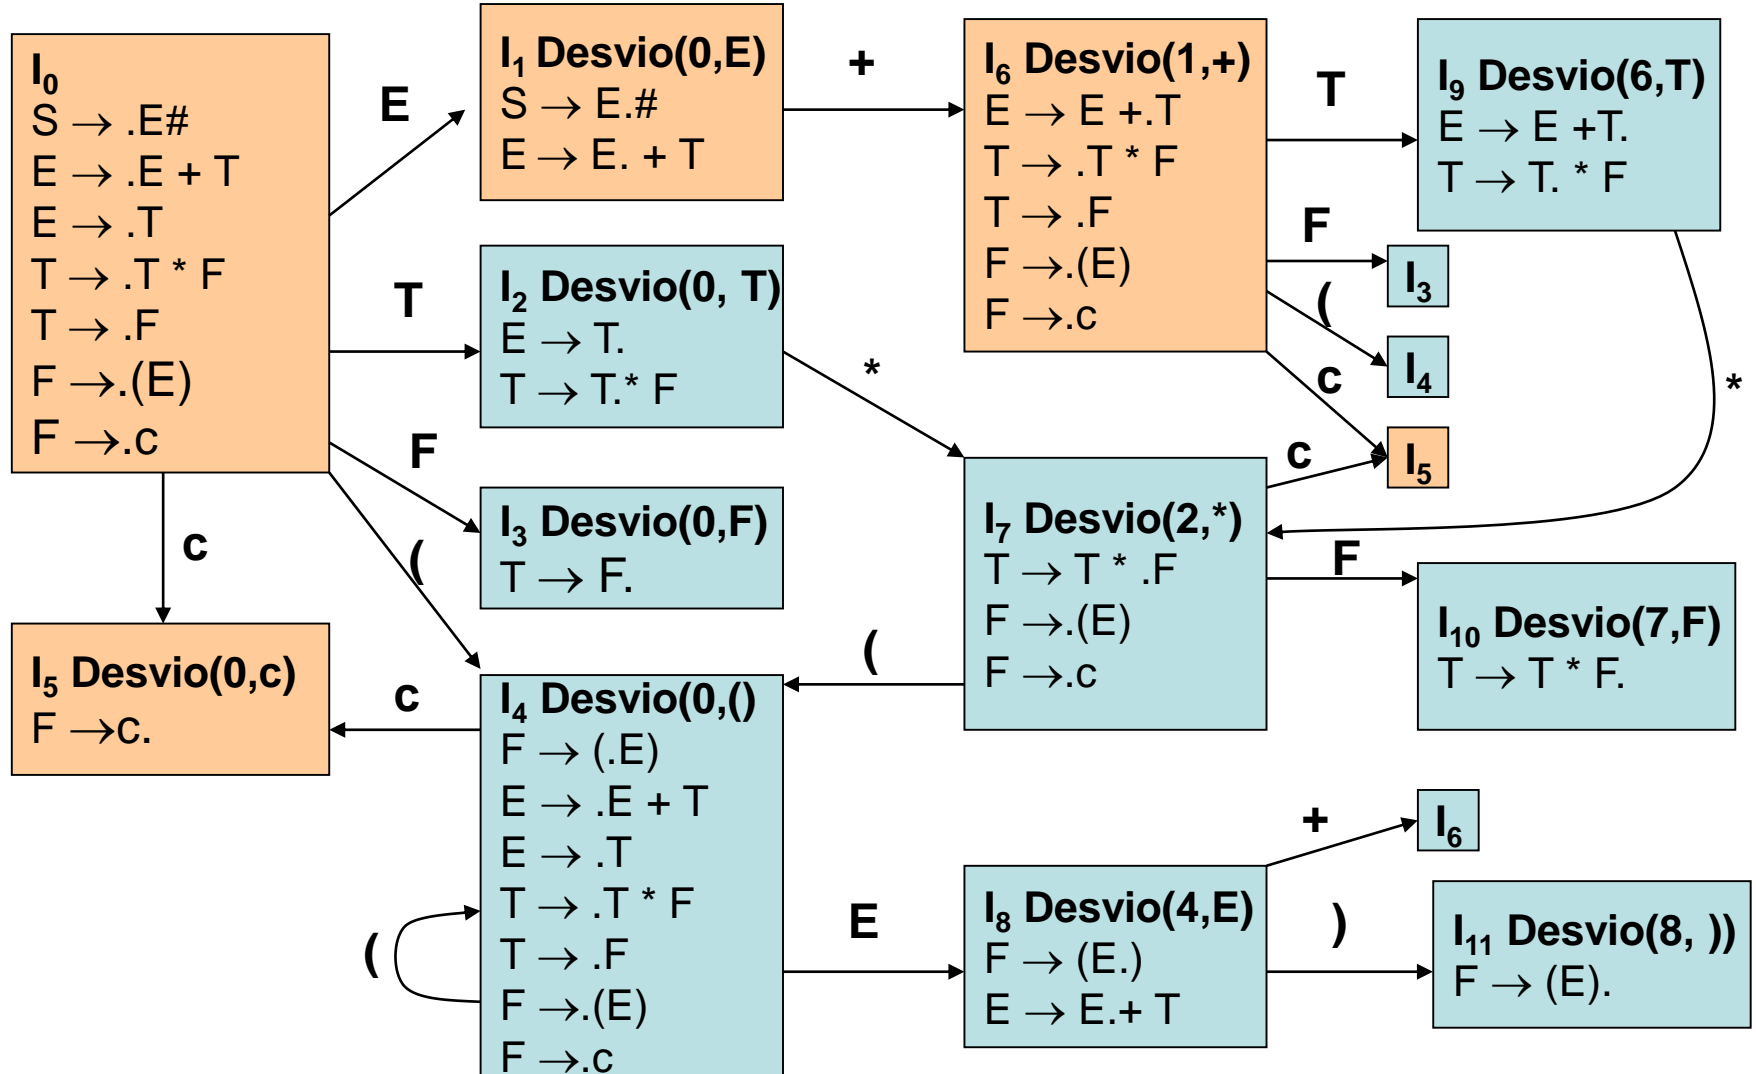 I0
S → .E#
E → .E + T
E → .T
T → .T * F
T → .F
F →.(E)
F →.c
E
I1 Desvio(0,E)
S → E.#
E → E. + T
+
I6 Desvio(1,+)
E → E +.T
T → .T * F
T → .F
F →.(E)
F →.c
T
I9 Desvio(6,T)
E → E +T.
T → T. * F
F
I3
(
I4
c
I5
*
T
I2 Desvio(0, T)
E → T.
T → T.* F
*
F
I3 Desvio(0,F)
T → F.
(
c
I5 Desvio(0,c)
F →c.
c
I7 Desvio(2,*)
T → T * .F
F →.(E)
F →.c
c
F
I10 Desvio(7,F)
T → T * F.
(
I4 Desvio(0,()
F → (.E)
E → .E + T
E → .T
T → .T * F
T → .F
F →.(E)
F →.c
(
E
I8 Desvio(4,E)
F → (E.)
E → E.+ T
+
I6
)
I11 Desvio(8, ))
F → (E).